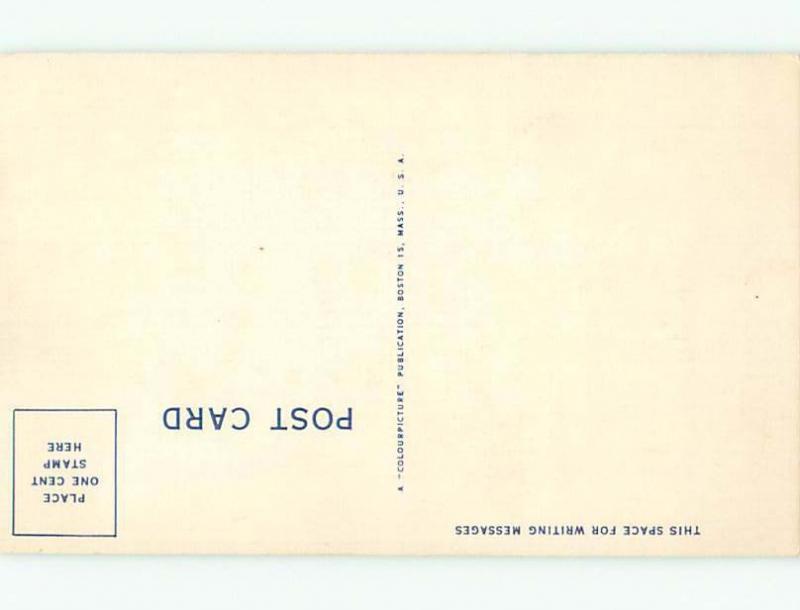 THIS SPACE FOR WRITING MESSAGES
POST CARD
PLACE
ONE CENT
STAMP
HERE
A "COLOURPICTURE" PUBLICATION, BOSTON 15, MASS., U. S. A.